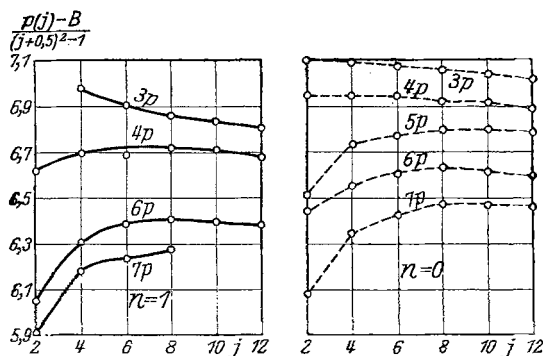 p(j)−B
(j+0,5)²−1
7,1
6,9
6,7
6,5
6,3
6,1
5,9
3p
4p
6p
7p
n=1
2 4 6 8 10 j 12
3p
4p
5p
6p
7p
n=0
2 4 6 8 10 j 12